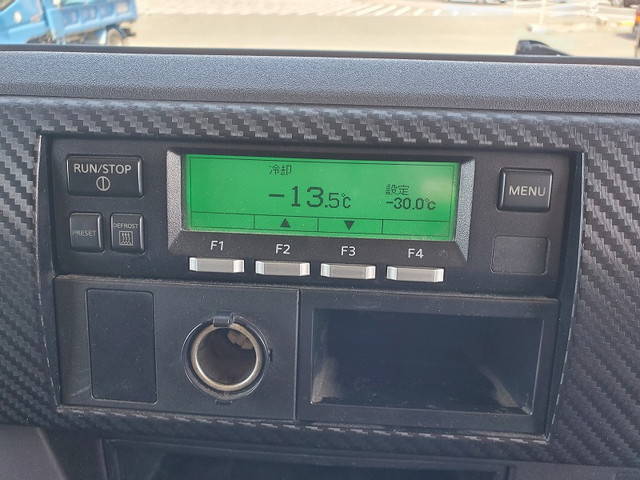 RUN/STOP
冷却
-13.5℃
設定
-30.0℃
▲ ▼
MENU
PRESET
DEFROST
F1 F2 F3 F4